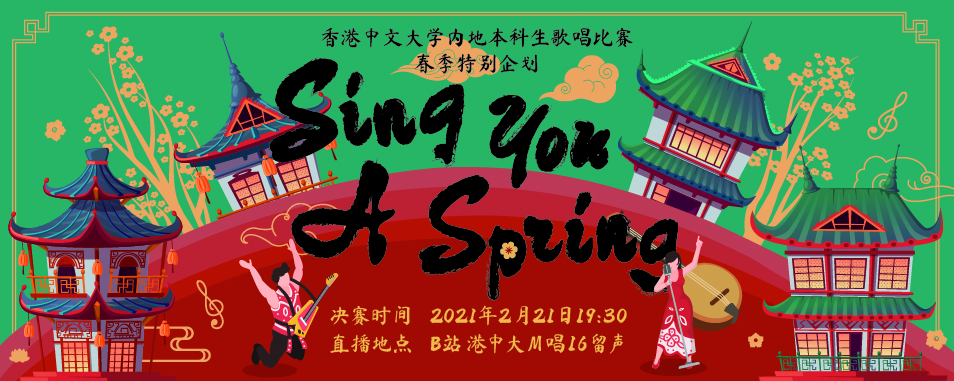 香港中文大学内地本科生歌唱比赛
春季特别企划
Sing You
A Spring
决赛时间 2021年2月21日19:30
直播地点 B站 港中大M唱16留声